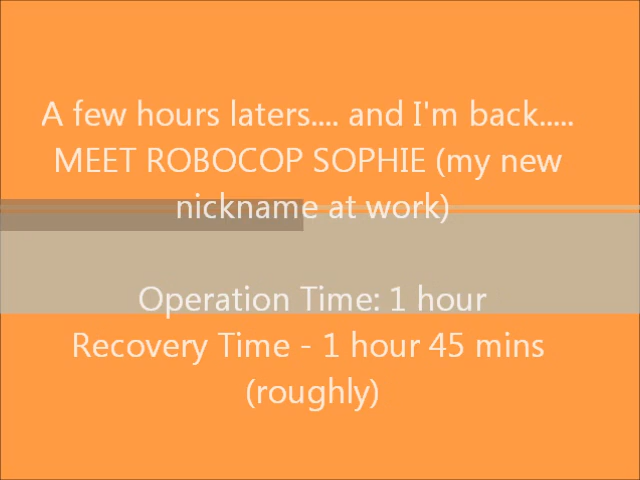 A few hours laters.... and I'm back.....
MEET ROBOCOP SOPHIE (my new
nickname at work)
Operation Time: 1 hour
Recovery Time - 1 hour 45 mins
(roughly)